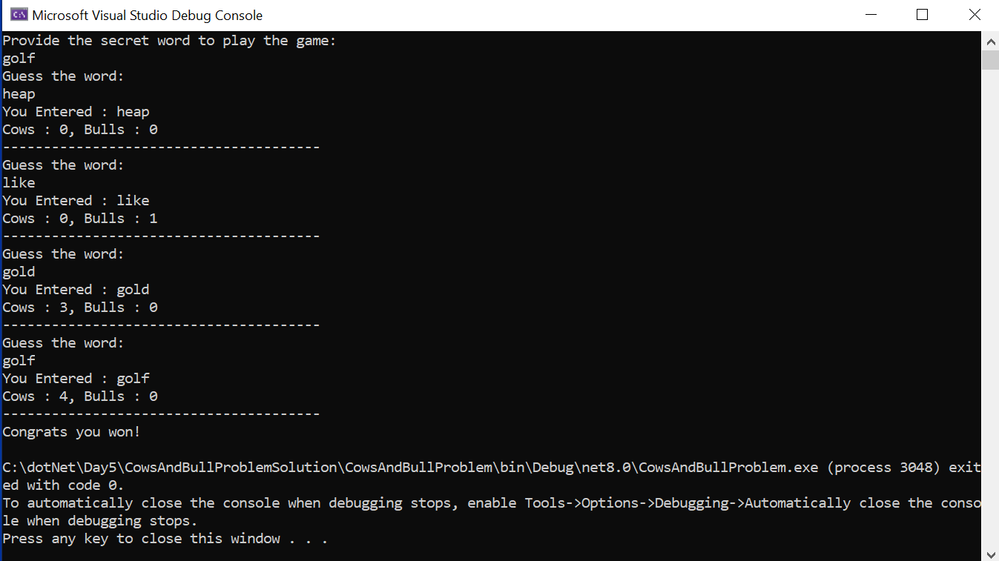 Microsoft Visual Studio Debug Console
Provide the secret word to play the game:
golf
Guess the word:
heap
You Entered : heap
Cows : 0, Bulls : 0
---------------------------------------
Guess the word:
like
You Entered : like
Cows : 0, Bulls : 1
---------------------------------------
Guess the word:
gold
You Entered : gold
Cows : 3, Bulls : 0
---------------------------------------
Guess the word:
golf
You Entered : golf
Cows : 4, Bulls : 0
---------------------------------------
Congrats you won!
C:\dotNet\Day5\CowsAndBullProblemSolution\CowsAndBullProblem\bin\Debug\net8.0\CowsAndBullProblem.exe (process 3048) exit
ed with code 0.
To automatically close the console when debugging stops, enable Tools->Options->Debugging->Automatically close the conso
le when debugging stops.
Press any key to close this window . . .